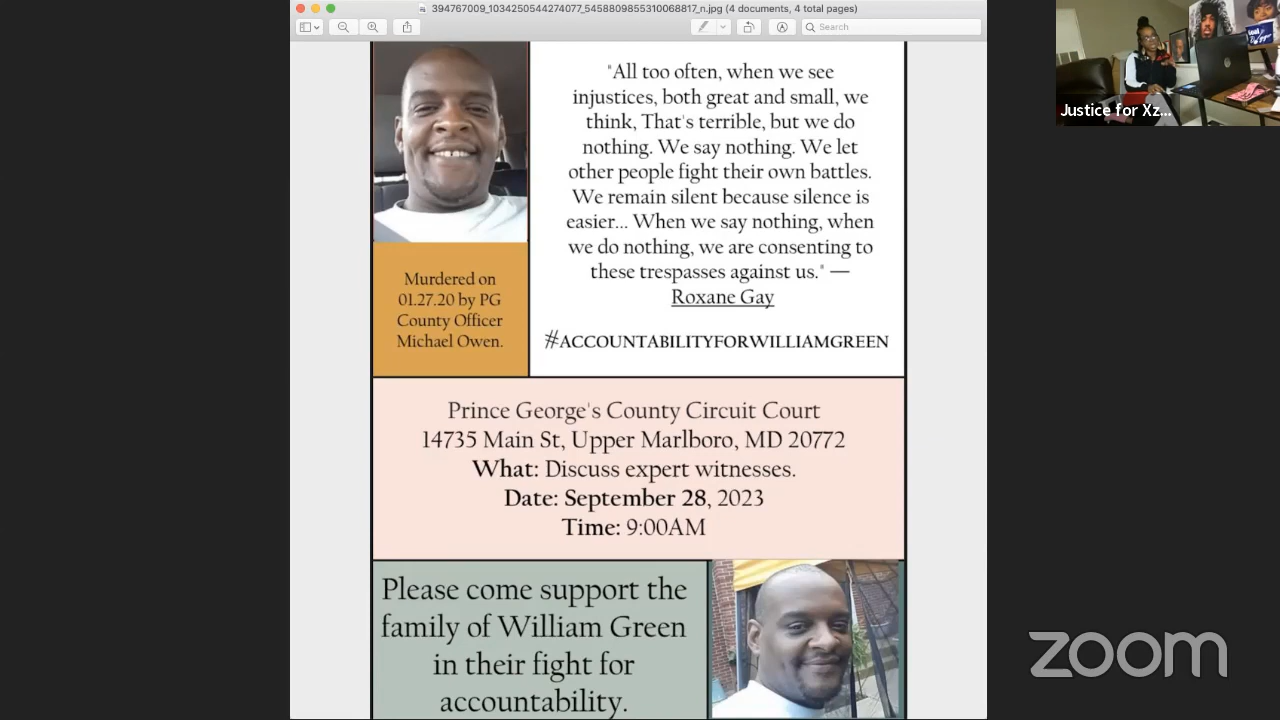 394767009_1034250544274077_5458809855310068817_n.jpg (4 documents, 4 total pages)
Search
"All too often, when we see
injustices, both great and small, we
think, That's terrible, but we do
nothing. We say nothing. We let
other people fight their own battles.
We remain silent because silence is
easier... When we say nothing, when
we do nothing, we are consenting to
these trespasses against us." —
Roxane Gay
#ACCOUNTABILITYFORWILLIAMGREEN
Murdered on
01.27.20 by PG
County Officer
Michael Owen.
Prince George's County Circuit Court
14735 Main St, Upper Marlboro, MD 20772
What: Discuss expert witnesses.
Date: September 28, 2023
Time: 9:00AM
Please come support the
family of William Green
in their fight for
accountability.
Justice for Xz...
zoom